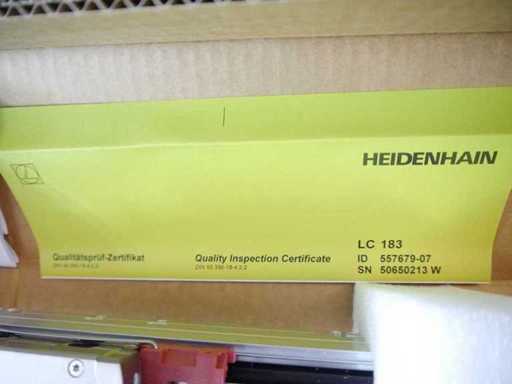 HEIDENHAIN
LC 183
Qualitätsprüf-Zertifikat
Quality Inspection Certificate
ID 557679-07
SN 50650213 W